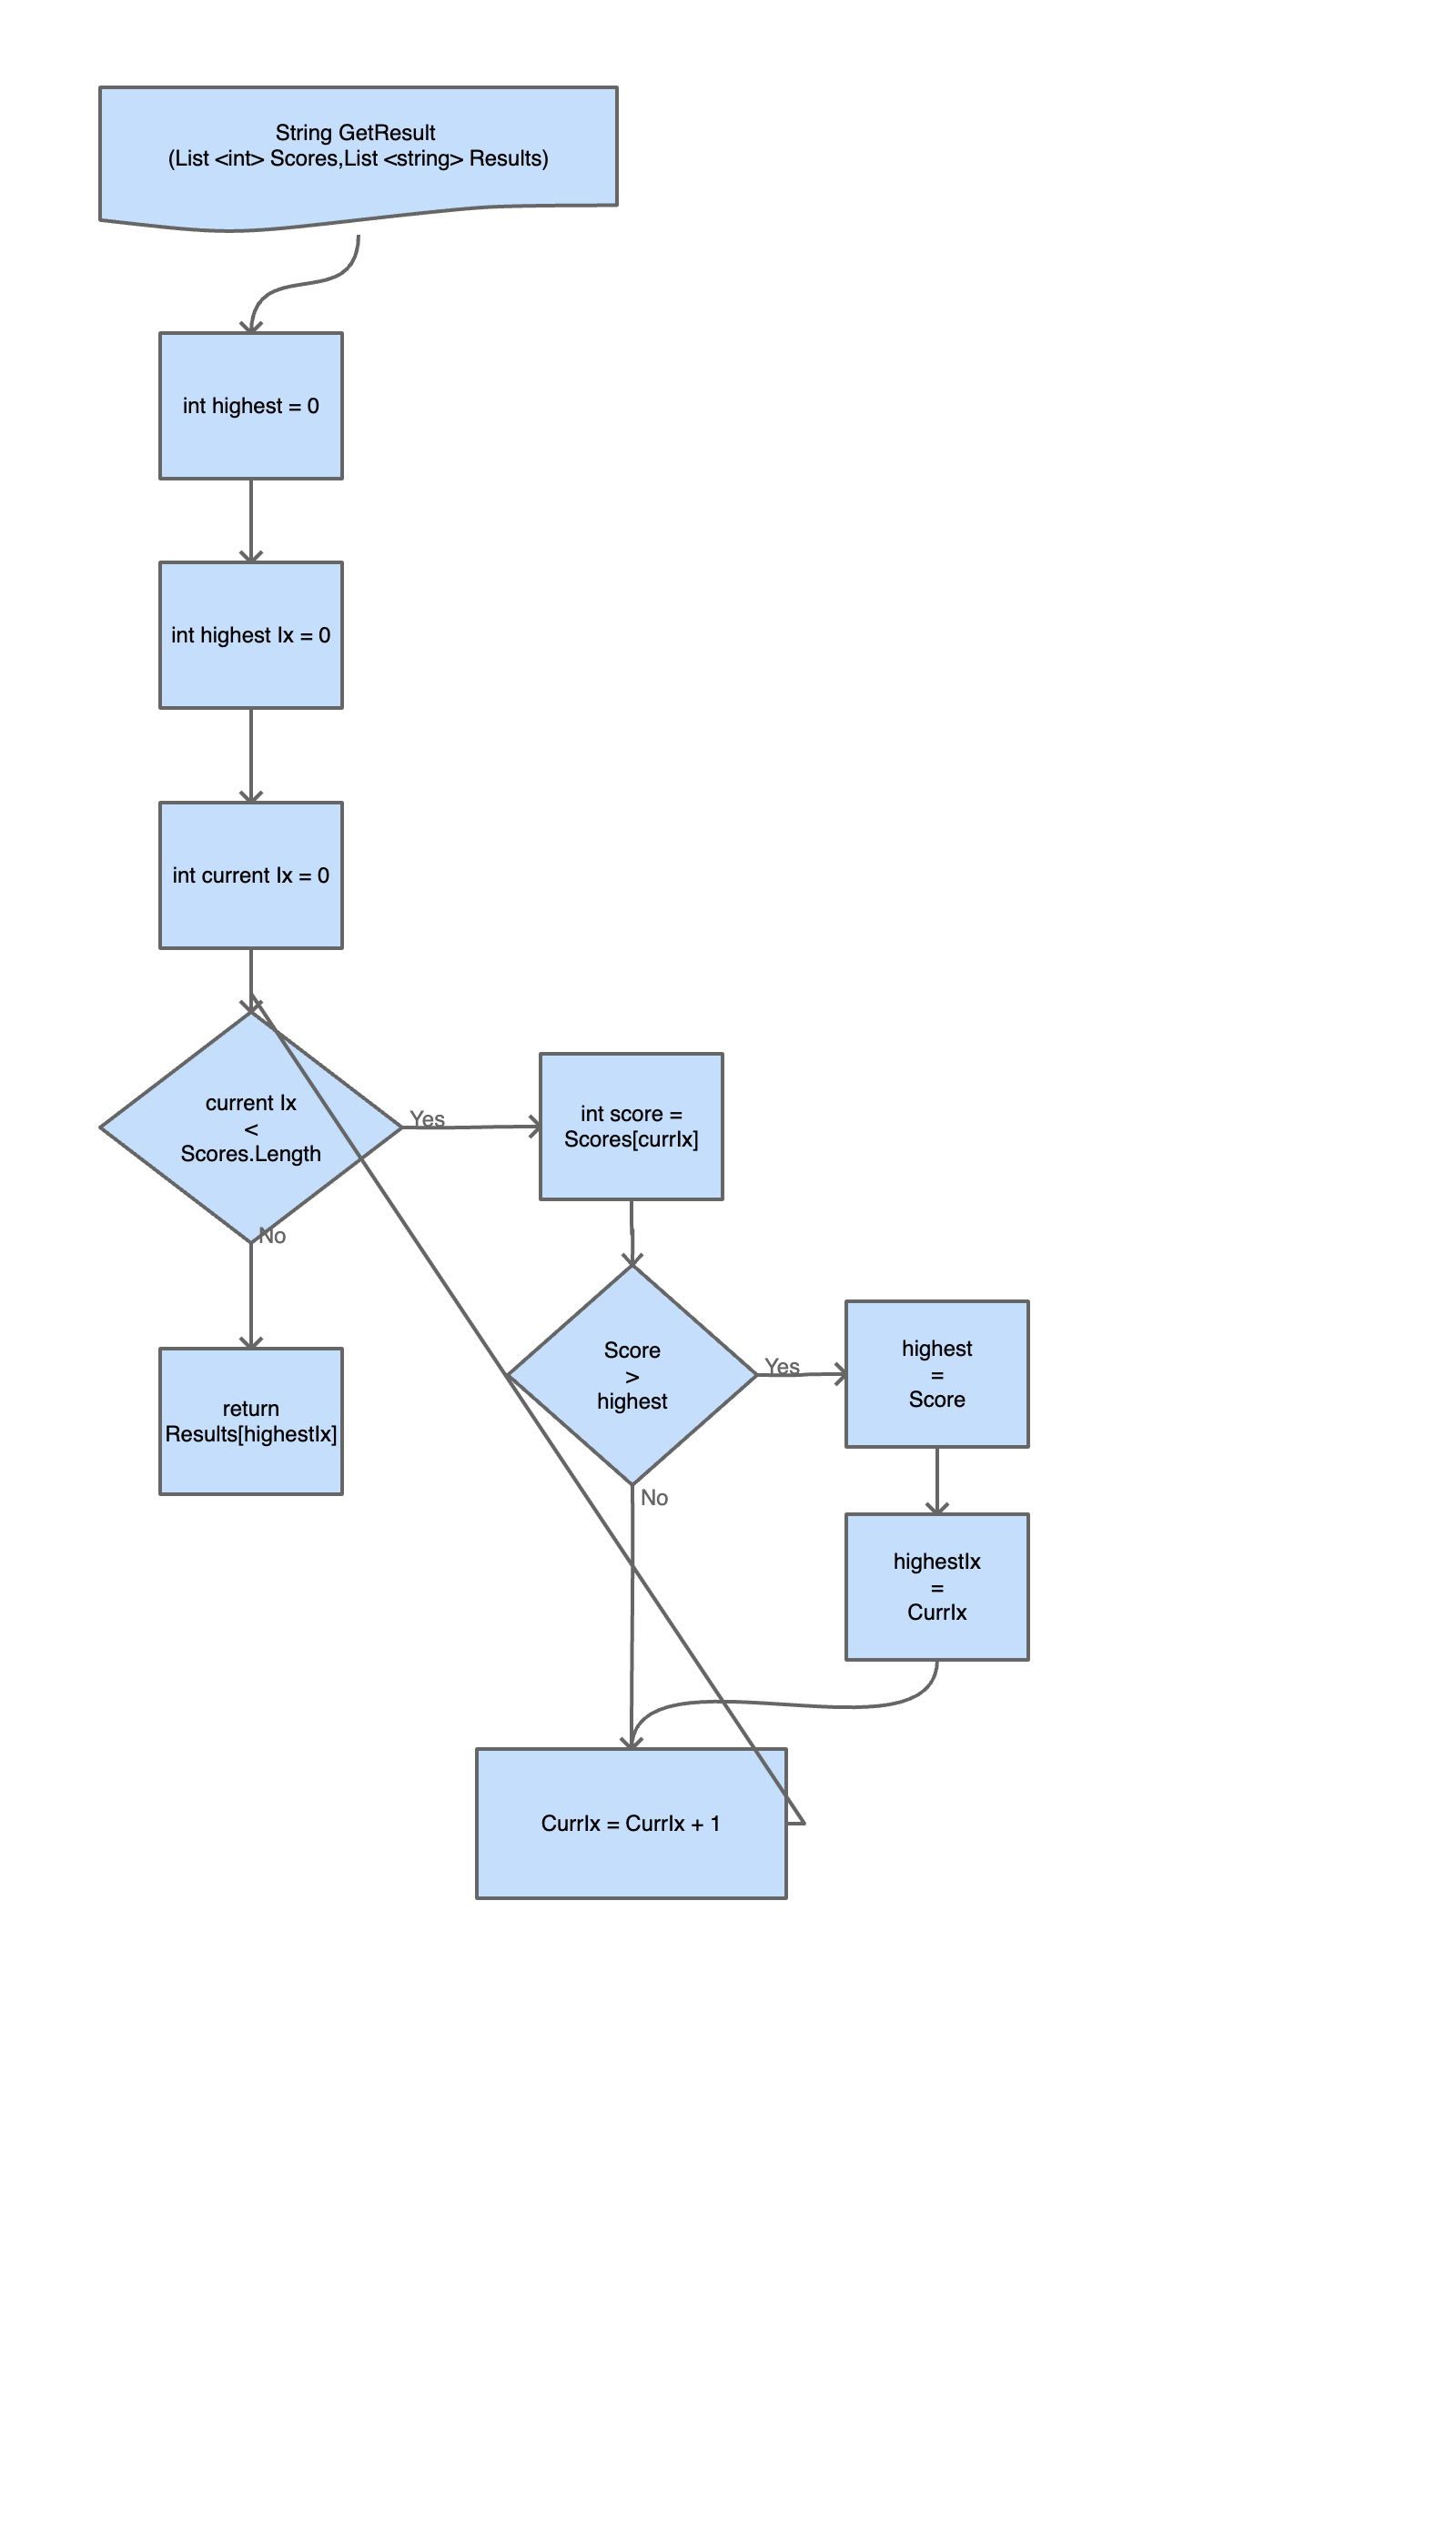 String GetResult
(List <int> Scores,List <string> Results)
int highest = 0
int highest Ix = 0
int current Ix = 0
current Ix
<
Scores.Length
Yes
int score =
Scores[currIx]
No
return
Results[highestIx]
Score
>
highest
Yes
highest
=
Score
No
highestIx
=
CurrIx
CurrIx = CurrIx + 1